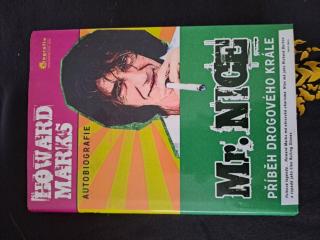 HOWARD
MARKS
AUTOBIOGRAFIE
Mr. NICE
PŘÍBĚH DROGOVÉHO KRÁLE